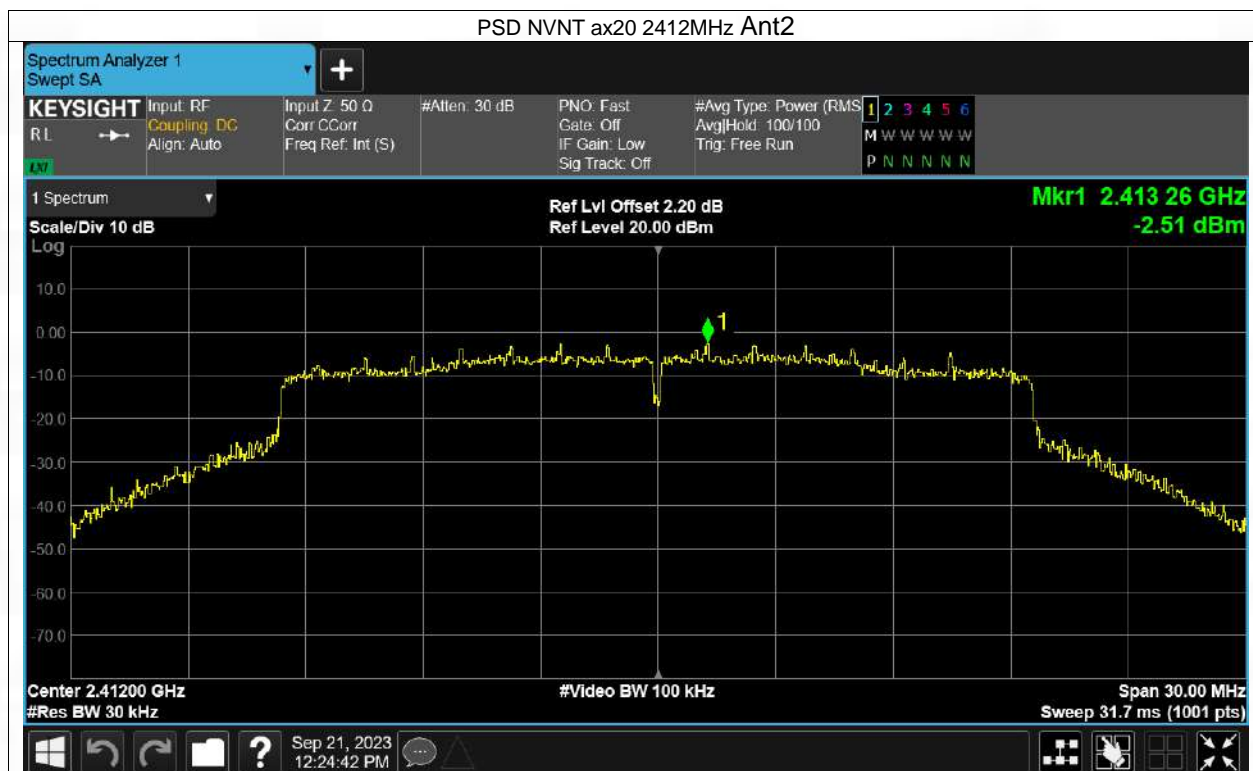 PSD NVNT ax20 2412MHz Ant2
Spectrum Analyzer 1
Swept SA
+
KEYSIGHT
RL
LXI
Input: RF
Coupling: DC
Align: Auto
Input Z: 50 Ω
Corr CCorr
Freq Ref: Int (S)
#Atten: 30 dB
PNO: Fast
Gate: Off
IF Gain: Low
Sig Track: Off
#Avg Type: Power (RMS
Avg|Hold: 100/100
Trig: Free Run
1 2 3 4 5 6
M W W W W W
P N N N N N
1 Spectrum
Scale/Div 10 dB
Ref Lvl Offset 2.20 dB
Ref Level 20.00 dBm
Mkr1 2.413 26 GHz
-2.51 dBm
Log
10.0
0.00
-10.0
-20.0
-30.0
-40.0
-50.0
-60.0
-70.0
1
Center 2.41200 GHz
#Res BW 30 kHz
#Video BW 100 kHz
Span 30.00 MHz
Sweep 31.7 ms (1001 pts)
?
Sep 21, 2023
12:24:42 PM